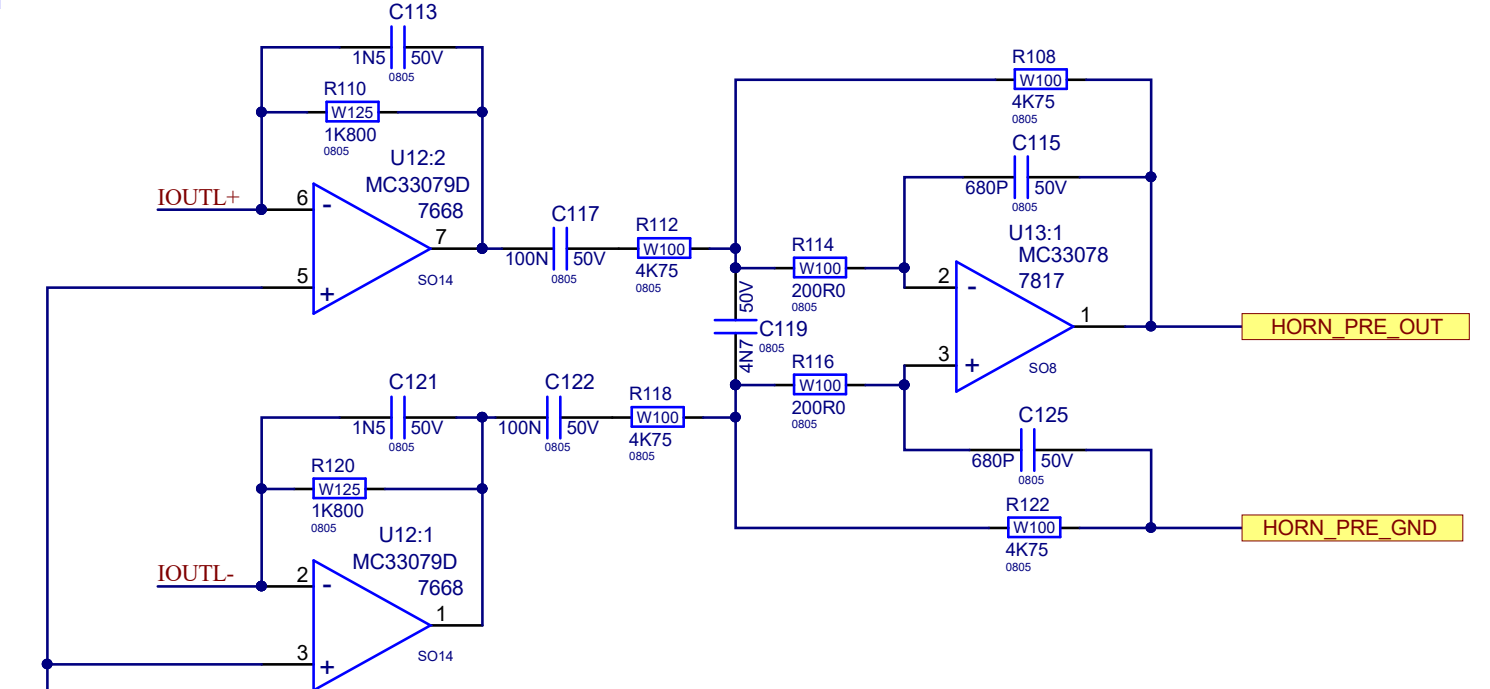 C113
1N5 50V
0805
R110
W125
1K800
0805
U12:2
MC33079D
7668
IOUTL+
6
-
7
5
+
SO14
C117
100N 50V
0805
R112
W100
4K75
0805
R108
W100
4K75
0805
C115
680P 50V
0805
U13:1
MC33078
7817
R114
W100
200R0
0805
2
-
1
3
+
SO8
50V
C119
0805
4N7
R116
W100
200R0
0805
HORN_PRE_OUT
C121
1N5 50V
0805
C122
100N 50V
0805
R118
W100
4K75
0805
C125
680P 50V
0805
R122
W100
4K75
0805
HORN_PRE_GND
R120
W125
1K800
0805
U12:1
MC33079D
7668
IOUTL-
2
-
1
3
+
SO14